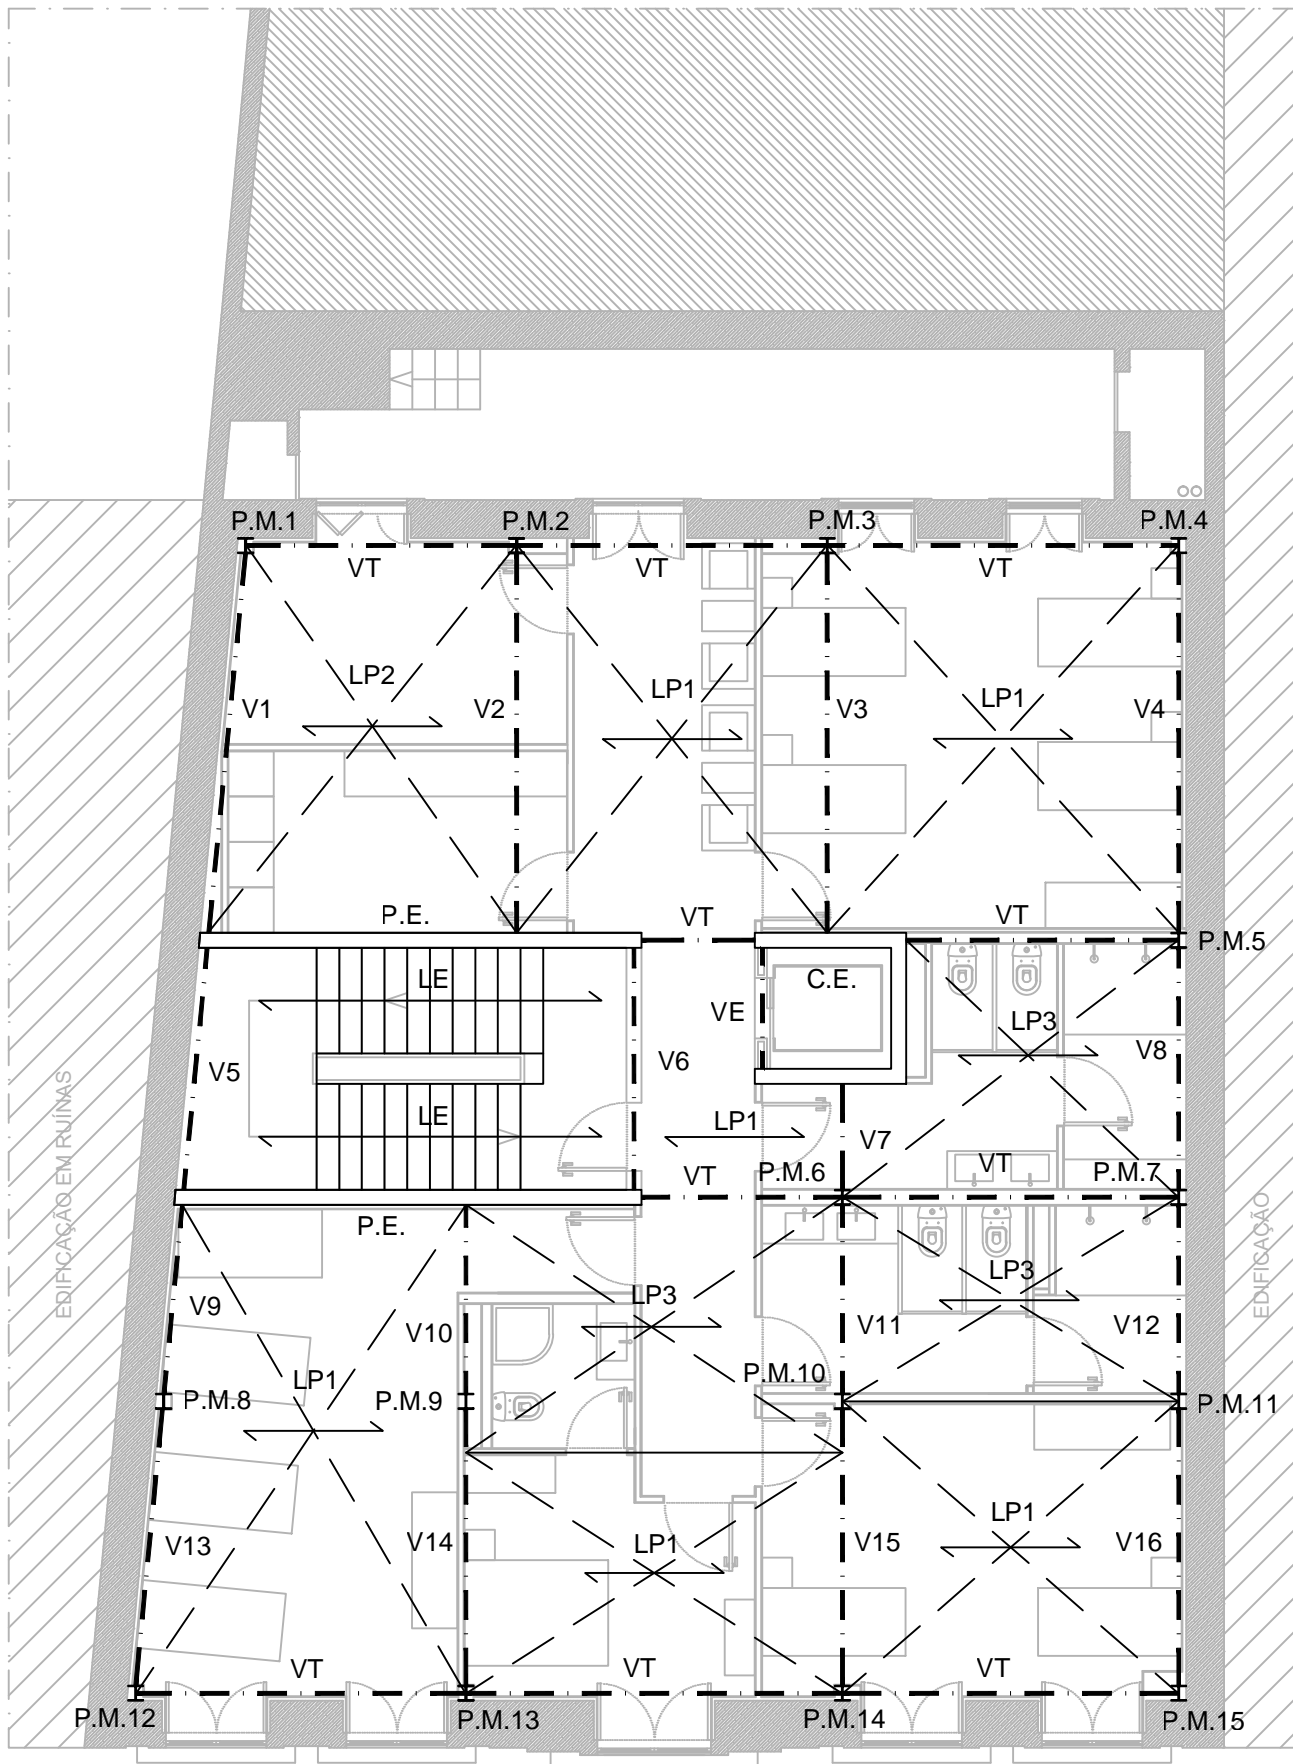 P.M.1
P.M.2
P.M.3
P.M.4
VT
VT
VT
LP2
LP1
LP1
V1
V2
V3
V4
P.E.
VT
VT
P.M.5
LE
C.E.
VE
LP3
V5
V6
V8
LE
LP1
V7
VT
P.M.6
VT
P.M.7
P.E.
EDIFICAÇÃO EM RUÍNAS
EDIFICAÇÃO
V9
V10
LP3
V11
LP3
V12
LP1
P.M.8
P.M.9
P.M.10
P.M.11
V13
V14
LP1
V15
LP1
V16
VT
VT
VT
P.M.12
P.M.13
P.M.14
P.M.15